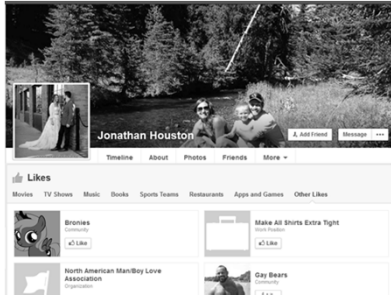 Jonathan Houston
Add Friend
Message
Timeline About Photos Friends More
Likes
Movies TV Shows Music Books Sports Teams Restaurants Apps and Games Other Likes
Bronies
Community
Like
Make All Shirts Extra Tight
Work Position
Like
North American Man/Boy Love
Association
Organization
Gay Bears
Community